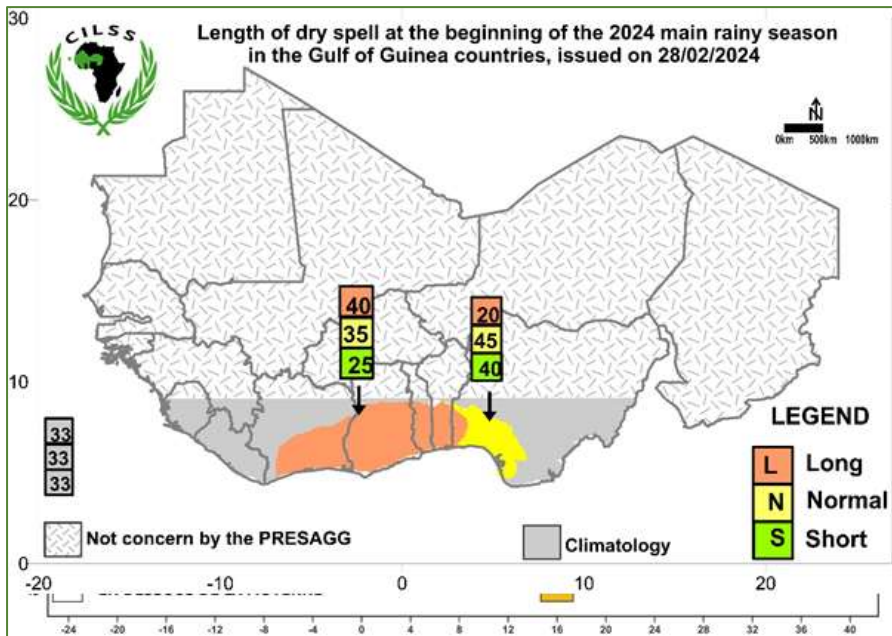 30
CILSS
Length of dry spell at the beginning of the 2024 main rainy season
in the Gulf of Guinea countries, issued on 28/02/2024
N
0km 500km 1000km
20
40
35
25
20
45
40
10
33
33
33
LEGEND
L Long
N Normal
S Short
Not concern by the PRESAGG
Climatology
0
-20 -10 0 10 20
-24 -20 -16 -12 -8 -4 0 4 8 12 16 20 24 28 32 36 40